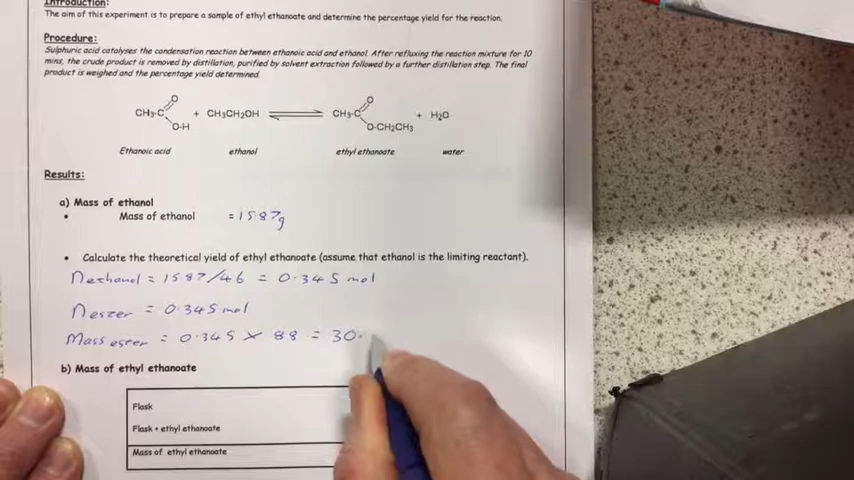 Introduction:
The aim of this experiment is to prepare a sample of ethyl ethanoate and determine the percentage yield for the reaction.
Procedure:
Sulphuric acid catalyses the condensation reaction between ethanoic acid and ethanol. After refluxing the reaction mixture for 10
mins, the crude product is removed by distillation, purified by solvent extraction followed by a further distillation step. The final
product is weighed and the percentage yield determined.
O O
CH₃-C + CH₃CH₂OH CH₃-C + H₂O
O-H O-CH₂CH₃
Ethanoic acid ethanol ethyl ethanoate water
Results:
a) Mass of ethanol
• Mass of ethanol = 15.87g
• Calculate the theoretical yield of ethyl ethanoate (assume that ethanol is the limiting reactant).
nethanol = 15.87/46 = 0.345 mol
nester = 0.345 mol
Mass ester = 0.345 × 88 = 30.
b) Mass of ethyl ethanoate
Flask
Flask + ethyl ethanoate
Mass of ethyl ethanoate